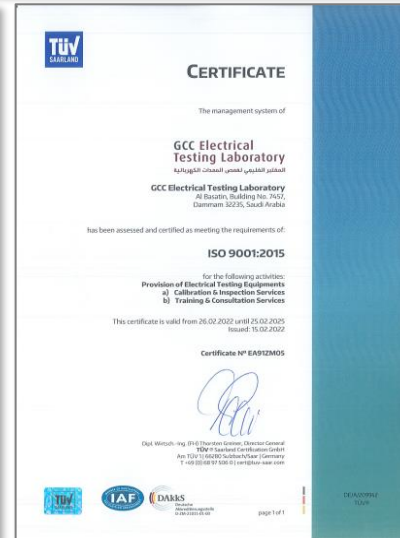 TÜV
SAARLAND
CERTIFICATE
The management system of
GCC Electrical
Testing Laboratory
المختبر الخليجي لفحص المعدات الكهربائية
GCC Electrical Testing Laboratory
Al Basatin, Building No. 7457,
Dammam 32235, Saudi Arabia
has been assessed and certified as meeting the requirements of:
ISO 9001:2015
for the following activities:
Provision of Electrical Testing Equipments
a) Calibration & Inspection Services
b) Training & Consultation Services
This certificate is valid from 26.02.2022 until 25.02.2025
Issued: 15.02.2022
Certificate Nº EA91ZM05
Dipl. Wirtsch.-Ing. (FH) Thorsten Greiner, Director General
TÜV ® Saarland Certification GmbH
Am TÜV 1 | 66280 Sulzbach/Saar | Germany
T +49 (0) 68 97 506 0 | cert@tuv-saar.com
TÜV
IAF
DAkkS
Deutsche
Akkreditierungsstelle
page 1 of 1